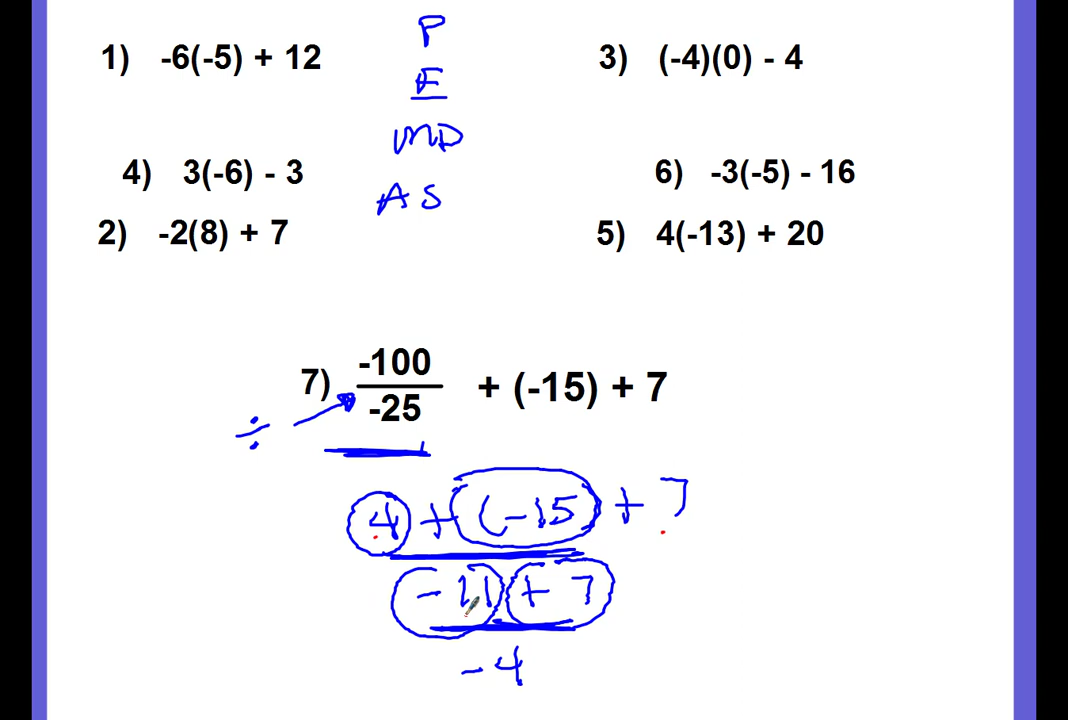 1) -6(-5) + 12
P
3) (-4)(0) - 4
E
MD
4) 3(-6) - 3
6) -3(-5) - 16
AS
2) -2(8) + 7
5) 4(-13) + 20
7) -100
-25
+ (-15) + 7
÷
4 + (-15) + 7
-11 + 7
-4